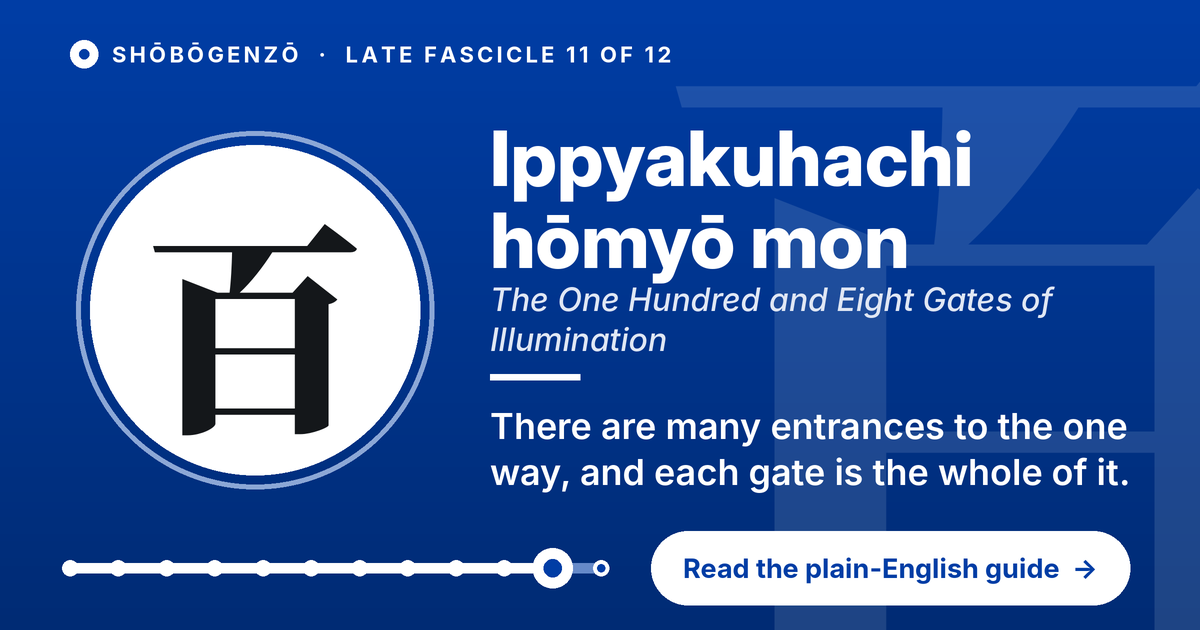 SHŌBŌGENZŌ · LATE FASCICLE 11 OF 12
百
Ippyakuhachi
hōmyō mon
The One Hundred and Eight Gates of
Illumination
There are many entrances to the one
way, and each gate is the whole of it.
Read the plain-English guide →